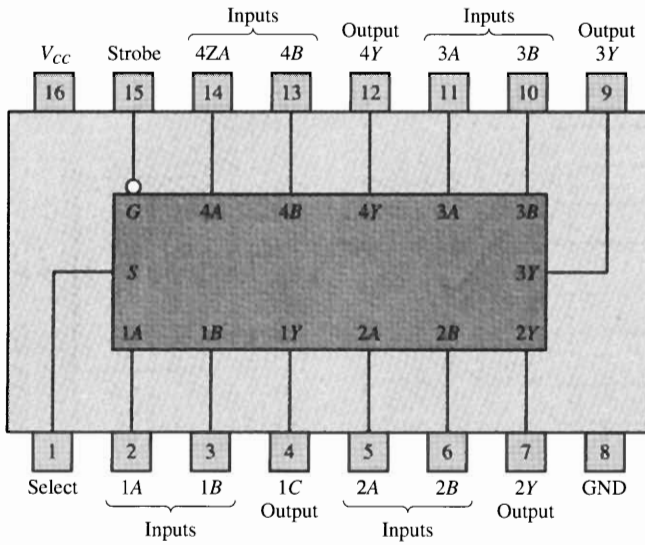 Inputs Inputs
Output Output
VCC Strobe 4ZA 4B 4Y 3A 3B 3Y
16 15 14 13 12 11 10 9
G 4A 4B 4Y 3A 3B
S 3Y
1A 1B 1Y 2A 2B 2Y
1 2 3 4 5 6 7 8
Select 1A 1B 1C 2A 2B 2Y GND
Output Output
Inputs Inputs